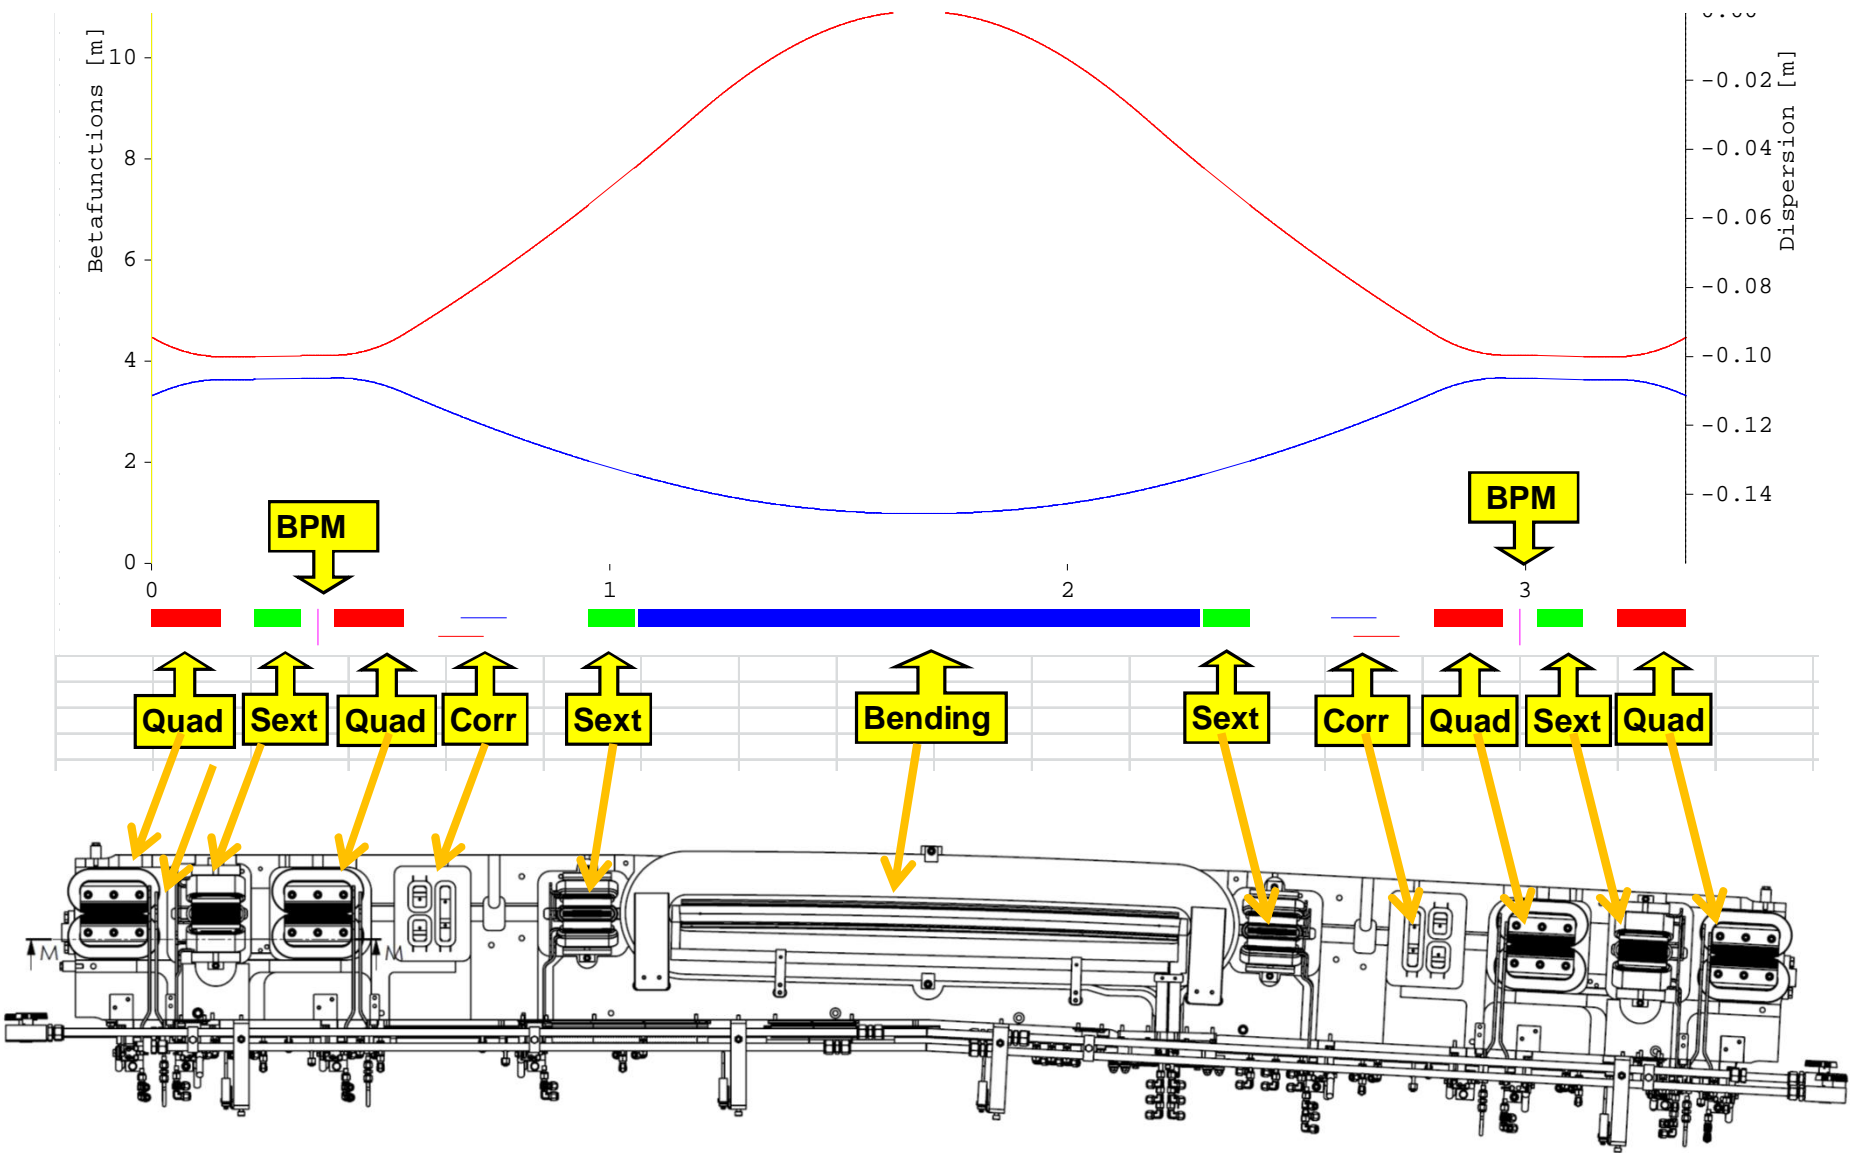 0.00
Betafunctions [m]
10
8
6
4
2
0
-0.02
-0.04
-0.06
-0.08
-0.10
-0.12
-0.14
Dispersion [m]
BPM
BPM
0
1
2
3
Quad
Sext
Quad
Corr
Sext
Bending
Sext
Corr
Quad
Sext
Quad
M
M